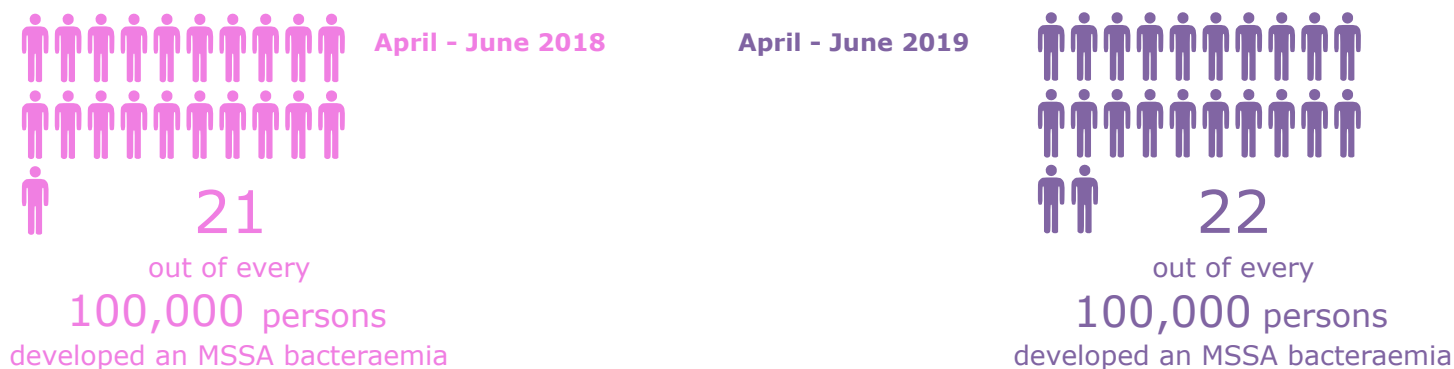 April - June 2018
21
out of every
100,000 persons
developed an MSSA bacteraemia
April - June 2019
22
out of every
100,000 persons
developed an MSSA bacteraemia